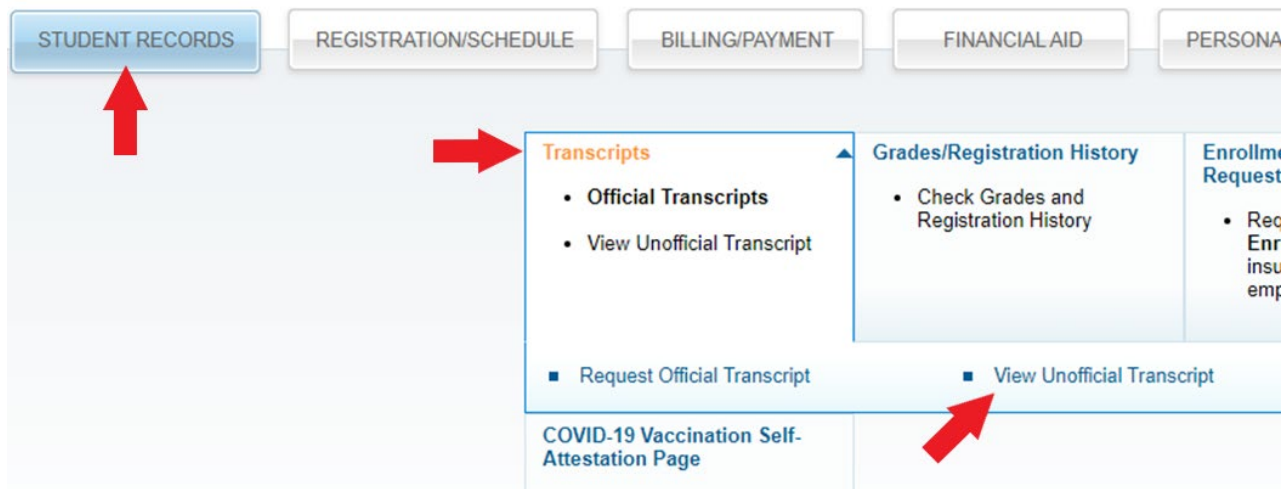 STUDENT RECORDS
REGISTRATION/SCHEDULE
BILLING/PAYMENT
FINANCIAL AID
Transcripts
• Official Transcripts
• View Unofficial Transcript
Grades/Registration History
• Check Grades and
Registration History
Request
▪ Request Official Transcript
▪ View Unofficial Transcript
COVID-19 Vaccination Self-
Attestation Page